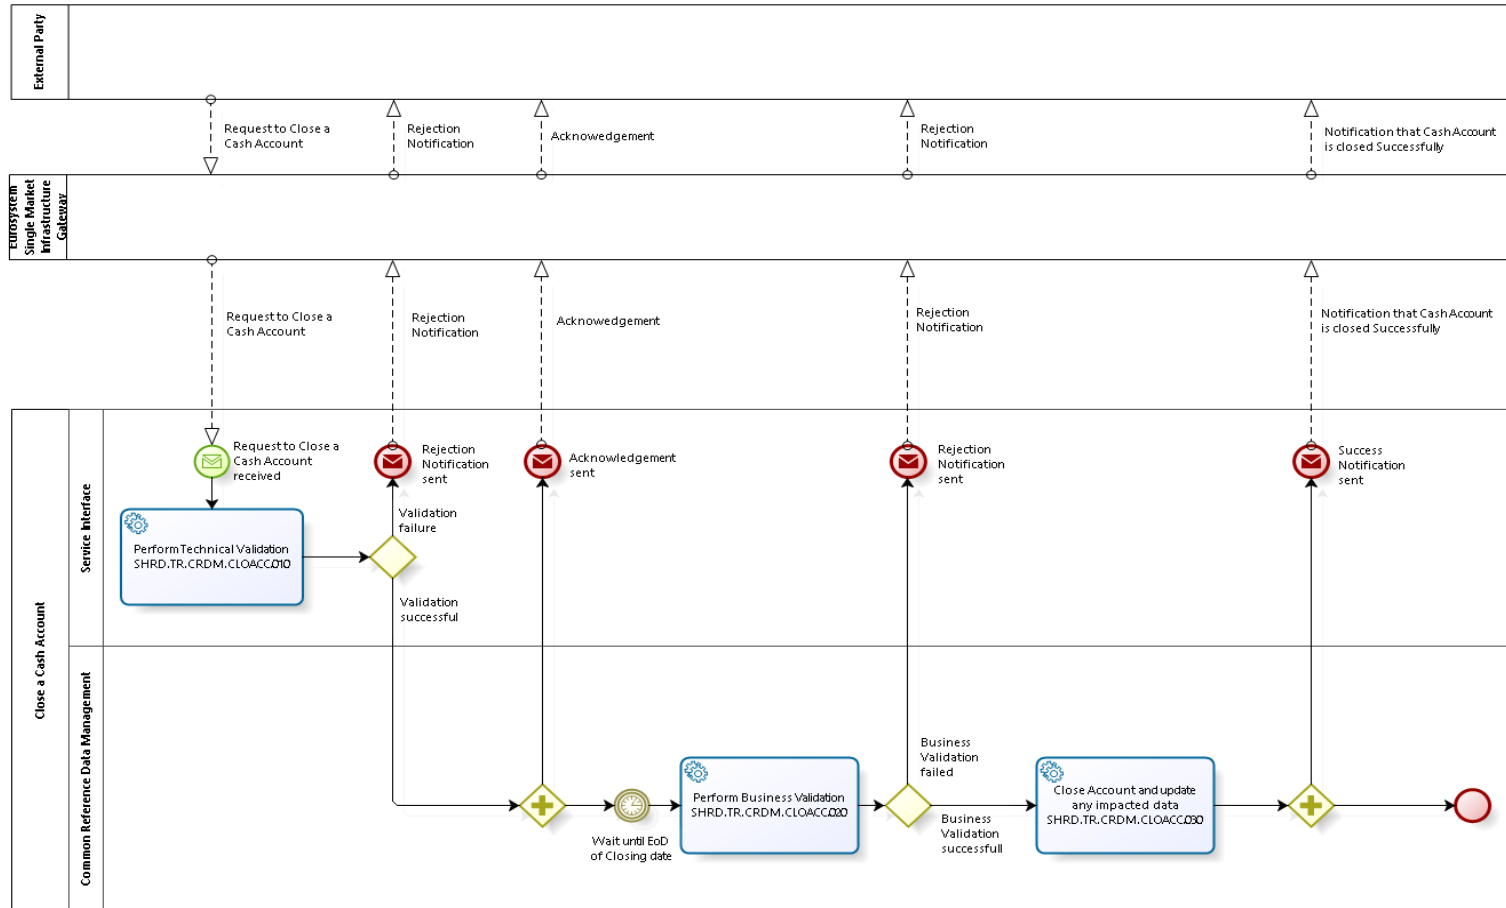 External Party
Request to Close a
Cash Account
Rejection
Notification
Acknowedgement
Rejection
Notification
Notification that Cash Account
is closed Successfully
Eurosystem
Single Market
Infrastructure
Gateway
Request to Close a
Cash Account
Rejection
Notification
Acknowedgement
Rejection
Notification
Notification that Cash Account
is closed Successfully
Close a Cash Account
Service Interface
Request to Close a
Cash Account
received
Rejection
Notification
sent
Acknowledgement
sent
Rejection
Notification
sent
Success
Notification
sent
Validation
failure
Perform Technical Validation
SHRD.TR.CRDM.CLOACC.010
Validation
successful
Common Reference Data Management
Wait until EoD
of Closing date
Perform Business Validation
SHRD.TR.CRDM.CLOACC.020
Business
Validation
failed
Business
Validation
successfull
Close Account and update
any impacted data
SHRD.TR.CRDM.CLOACC.030